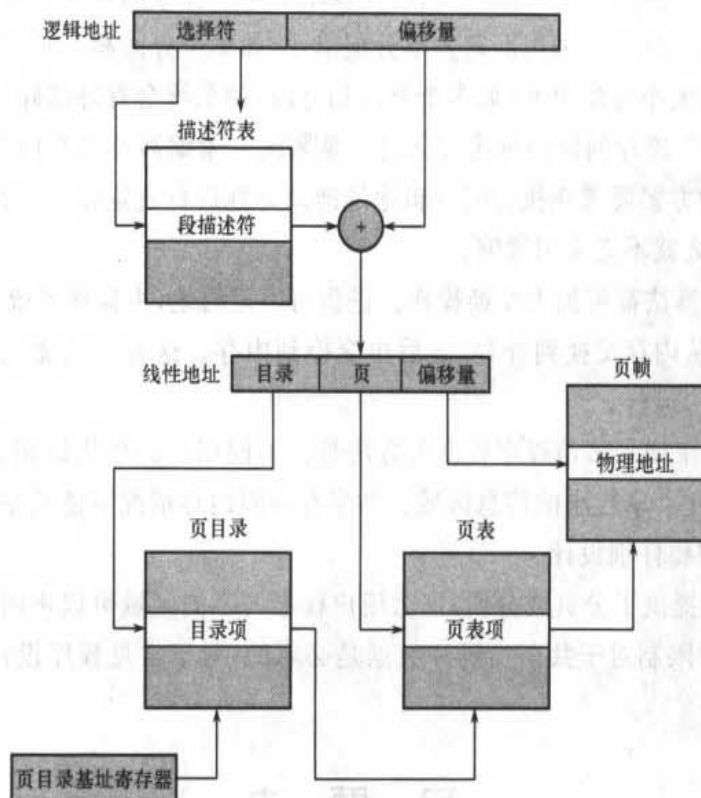 逻辑地址 选择符 偏移量
描述符表
段描述符
+
线性地址 目录 页 偏移量
页帧
物理地址
页目录
页表
目录项
页表项
页目录基址寄存器